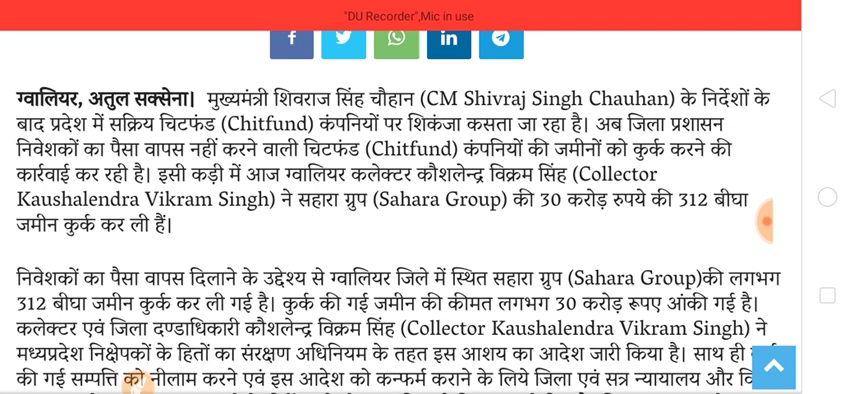 "DU Recorder",Mic in use
f
in
ग्वालियर, अतुल सक्सेना। मुख्यमंत्री शिवराज सिंह चौहान (CM Shivraj Singh Chauhan) के निर्देशों के
बाद प्रदेश में सक्रिय चिटफंड (Chitfund) कंपनियों पर शिकंजा कसता जा रहा है। अब जिला प्रशासन
निवेशकों का पैसा वापस नहीं करने वाली चिटफंड (Chitfund) कंपनियों की जमीनों को कुर्क करने की
कार्रवाई कर रही है। इसी कड़ी में आज ग्वालियर कलेक्टर कौशलेन्द्र विक्रम सिंह (Collector
Kaushalendra Vikram Singh) ने सहारा ग्रुप (Sahara Group) की 30 करोड़ रुपये की 312 बीघा
जमीन कुर्क कर ली हैं।
निवेशकों का पैसा वापस दिलाने के उद्देश्य से ग्वालियर जिले में स्थित सहारा ग्रुप (Sahara Group)की लगभग
312 बीघा जमीन कुर्क कर ली गई है। कुर्क की गई जमीन की कीमत लगभग 30 करोड़ रूपए आंकी गई है।
कलेक्टर एवं जिला दण्डाधिकारी कौशलेन्द्र विक्रम सिंह (Collector Kaushalendra Vikram Singh) ने
मध्यप्रदेश निक्षेपकों के हितों का संरक्षण अधिनियम के तहत इस आशय का आदेश जारी किया है। साथ ही
की गई सम्पत्ति को नीलाम करने एवं इस आदेश को कन्फर्म कराने के लिये जिला एवं सत्र न्यायालय और